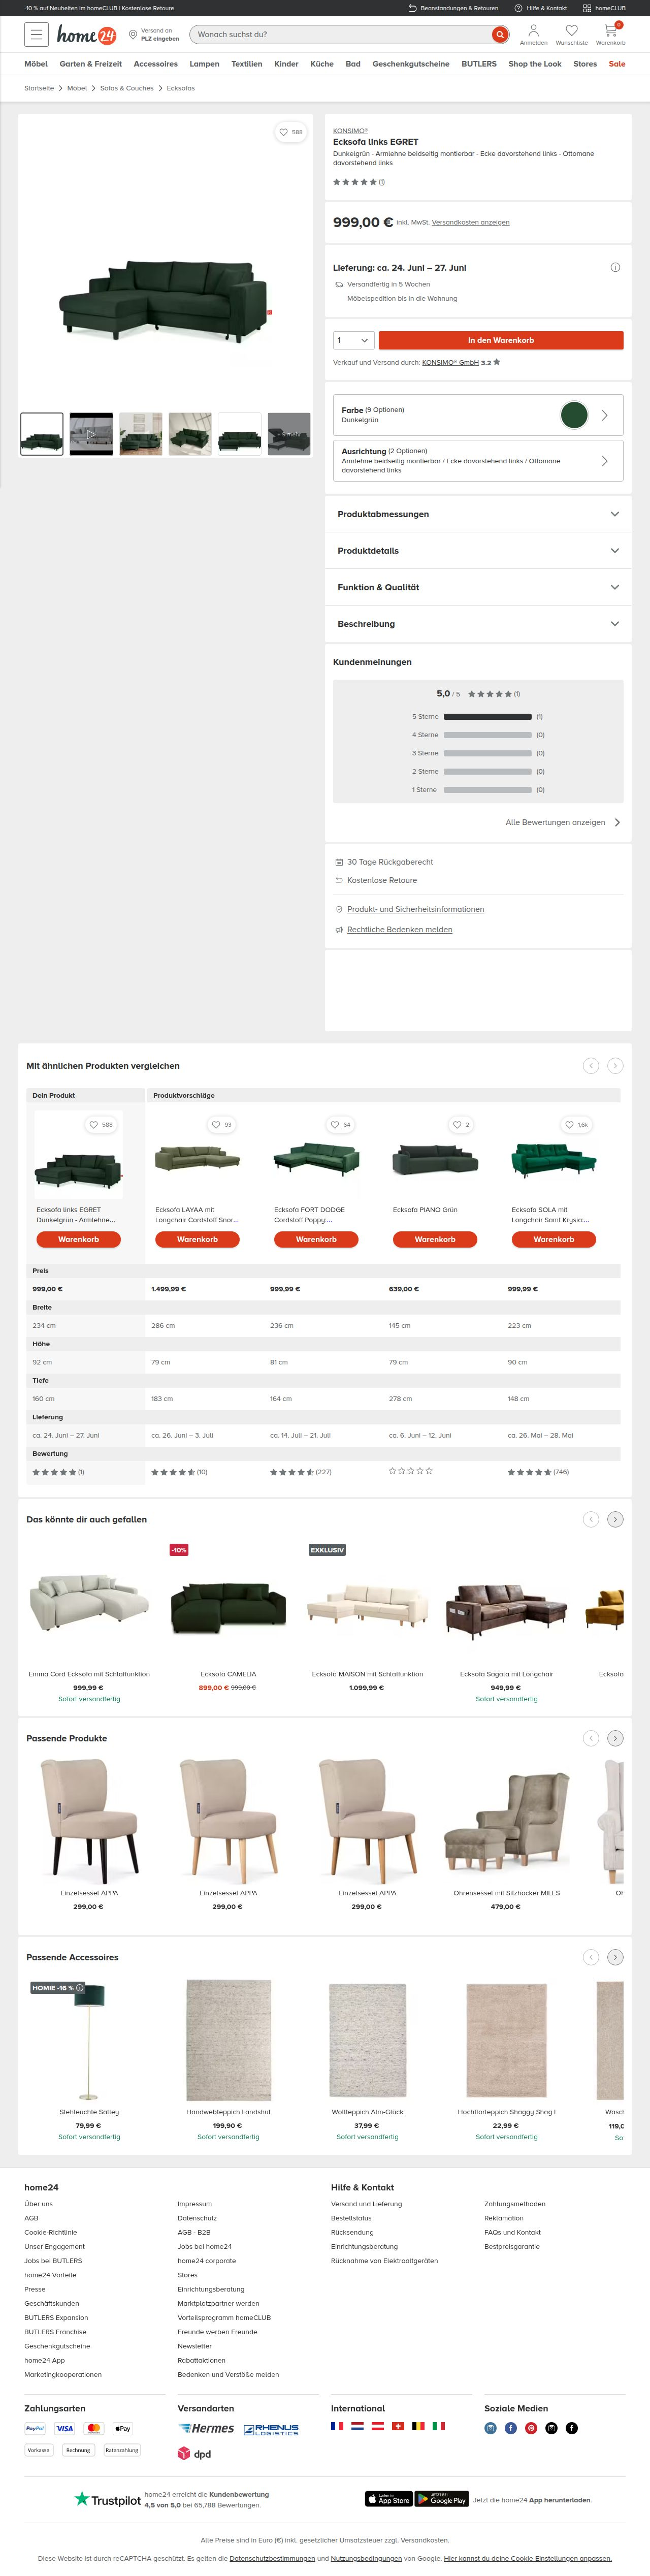 -10 % auf Neuheiten im homeCLUB I Kostenlose Retoure
Beanstandungen & Retouren
Hilfe & Kontakt
homeCLUB
home24
Versand an
PLZ eingeben
Wonach suchst du?
Anmelden
Wunschliste
0
Warenkorb
Möbel
Garten & Freizeit
Accessoires
Lampen
Textilien
Kinder
Küche
Bad
Geschenkgutscheine
BUTLERS
Shop the Look
Stores
Sale
Startseite
Möbel
Sofas & Couches
Ecksofas
588
KONSIMO®
Ecksofa links EGRET
Dunkelgrün - Armlehne beidseitig montierbar - Ecke davorstehend links - Ottomane
davorstehend links
(1)
999,00 € inkl. MwSt. Versandkosten anzeigen
Lieferung: ca. 24. Juni – 27. Juni
Versandfertig in 5 Wochen
Möbelspedition bis in die Wohnung
1
In den Warenkorb
Verkauf und Versand durch: KONSIMO® GmbH 3.2
Farbe (9 Optionen)
Dunkelgrün
Ausrichtung (2 Optionen)
Armlehne beidseitig montierbar / Ecke davorstehend links / Ottomane
davorstehend links
Produktabmessungen
Produktdetails
Funktion & Qualität
Beschreibung
Kundenmeinungen
5,0 / 5 (1)
5 Sterne (1)
4 Sterne (0)
3 Sterne (0)
2 Sterne (0)
1 Sterne (0)
Alle Bewertungen anzeigen
30 Tage Rückgaberecht
Kostenlose Retoure
Produkt- und Sicherheitsinformationen
Rechtliche Bedenken melden
Mit ähnlichen Produkten vergleichen
Dein Produkt
Produktvorschläge
588
93
64
2
1,6k
Ecksofa links EGRET
Dunkelgrün - Armlehne...
Ecksofa LAYAA mit
Longchair Cordstoff Snor...
Ecksofa FORT DODGE
Cordstoff Poppy:...
Ecksofa PIANO Grün
Ecksofa SOLA mit
Longchair Samt Krysia:...
Warenkorb
Warenkorb
Warenkorb
Warenkorb
Warenkorb
Preis
999,00 €
1.499,99 €
999,99 €
639,00 €
999,99 €
Breite
234 cm
286 cm
236 cm
145 cm
223 cm
Höhe
92 cm
79 cm
81 cm
79 cm
90 cm
Tiefe
160 cm
183 cm
164 cm
278 cm
148 cm
Lieferung
ca. 24. Juni – 27. Juni
ca. 26. Juni – 3. Juli
ca. 14. Juli – 21. Juli
ca. 6. Juni – 12. Juni
ca. 26. Mai – 28. Mai
Bewertung
(1)
(10)
(227)
(746)
Das könnte dir auch gefallen
-10%
EXKLUSIV
Emma Cord Ecksofa mit Schlaffunktion
999,99 €
Sofort versandfertig
Ecksofa CAMELIA
899,00 € 999,00 €
Ecksofa MAISON mit Schlaffunktion
1.099,99 €
Ecksofa Sagata mit Longchair
949,99 €
Sofort versandfertig
Ecksofa
Passende Produkte
Einzelsessel APPA
299,00 €
Einzelsessel APPA
299,00 €
Einzelsessel APPA
299,00 €
Ohrensessel mit Sitzhocker MILES
479,00 €
Oh
Passende Accessoires
HOMIE -16 %
Stehleuchte Satley
79,99 €
Sofort versandfertig
Handwebteppich Landshut
199,90 €
Sofort versandfertig
Wollteppich Alm-Glück
37,99 €
Sofort versandfertig
Hochflorteppich Shaggy Shag I
22,99 €
Sofort versandfertig
Wascl
119,0
So
home24
Über uns
AGB
Cookie-Richtlinie
Unser Engagement
Jobs bei BUTLERS
home24 Vorteile
Presse
Geschäftskunden
BUTLERS Expansion
BUTLERS Franchise
Geschenkgutscheine
home24 App
Marketingkooperationen
Impressum
Datenschutz
AGB - B2B
Jobs bei home24
home24 corporate
Stores
Einrichtungsberatung
Marktplatzpartner werden
Vorteilsprogramm homeCLUB
Freunde werben Freunde
Newsletter
Rabattaktionen
Bedenken und Verstöße melden
Hilfe & Kontakt
Versand und Lieferung
Bestellstatus
Rücksendung
Einrichtungsberatung
Rücknahme von Elektroaltgeräten
Zahlungsmethoden
Reklamation
FAQs und Kontakt
Bestpreisgarantie
Zahlungsarten
PayPal
VISA
mastercard
Pay
Vorkasse
Rechnung
Ratenzahlung
Versandarten
Hermes
RHENUS
LOGISTICS
dpd
International
Soziale Medien
Trustpilot
home24 erreicht die Kundenbewertung
4,5 von 5,0 bei 65,788 Bewertungen.
Laden im
App Store
JETZT BEI
Google Play
Jetzt die home24 App herunterladen.
Alle Preise sind in Euro (€) inkl. gesetzlicher Umsatzsteuer zzgl. Versandkosten.
Diese Website ist durch reCAPTCHA geschützt. Es gelten die Datenschutzbestimmungen und Nutzungsbedingungen von Google. Hier kannst du deine Cookie-Einstellungen anpassen.